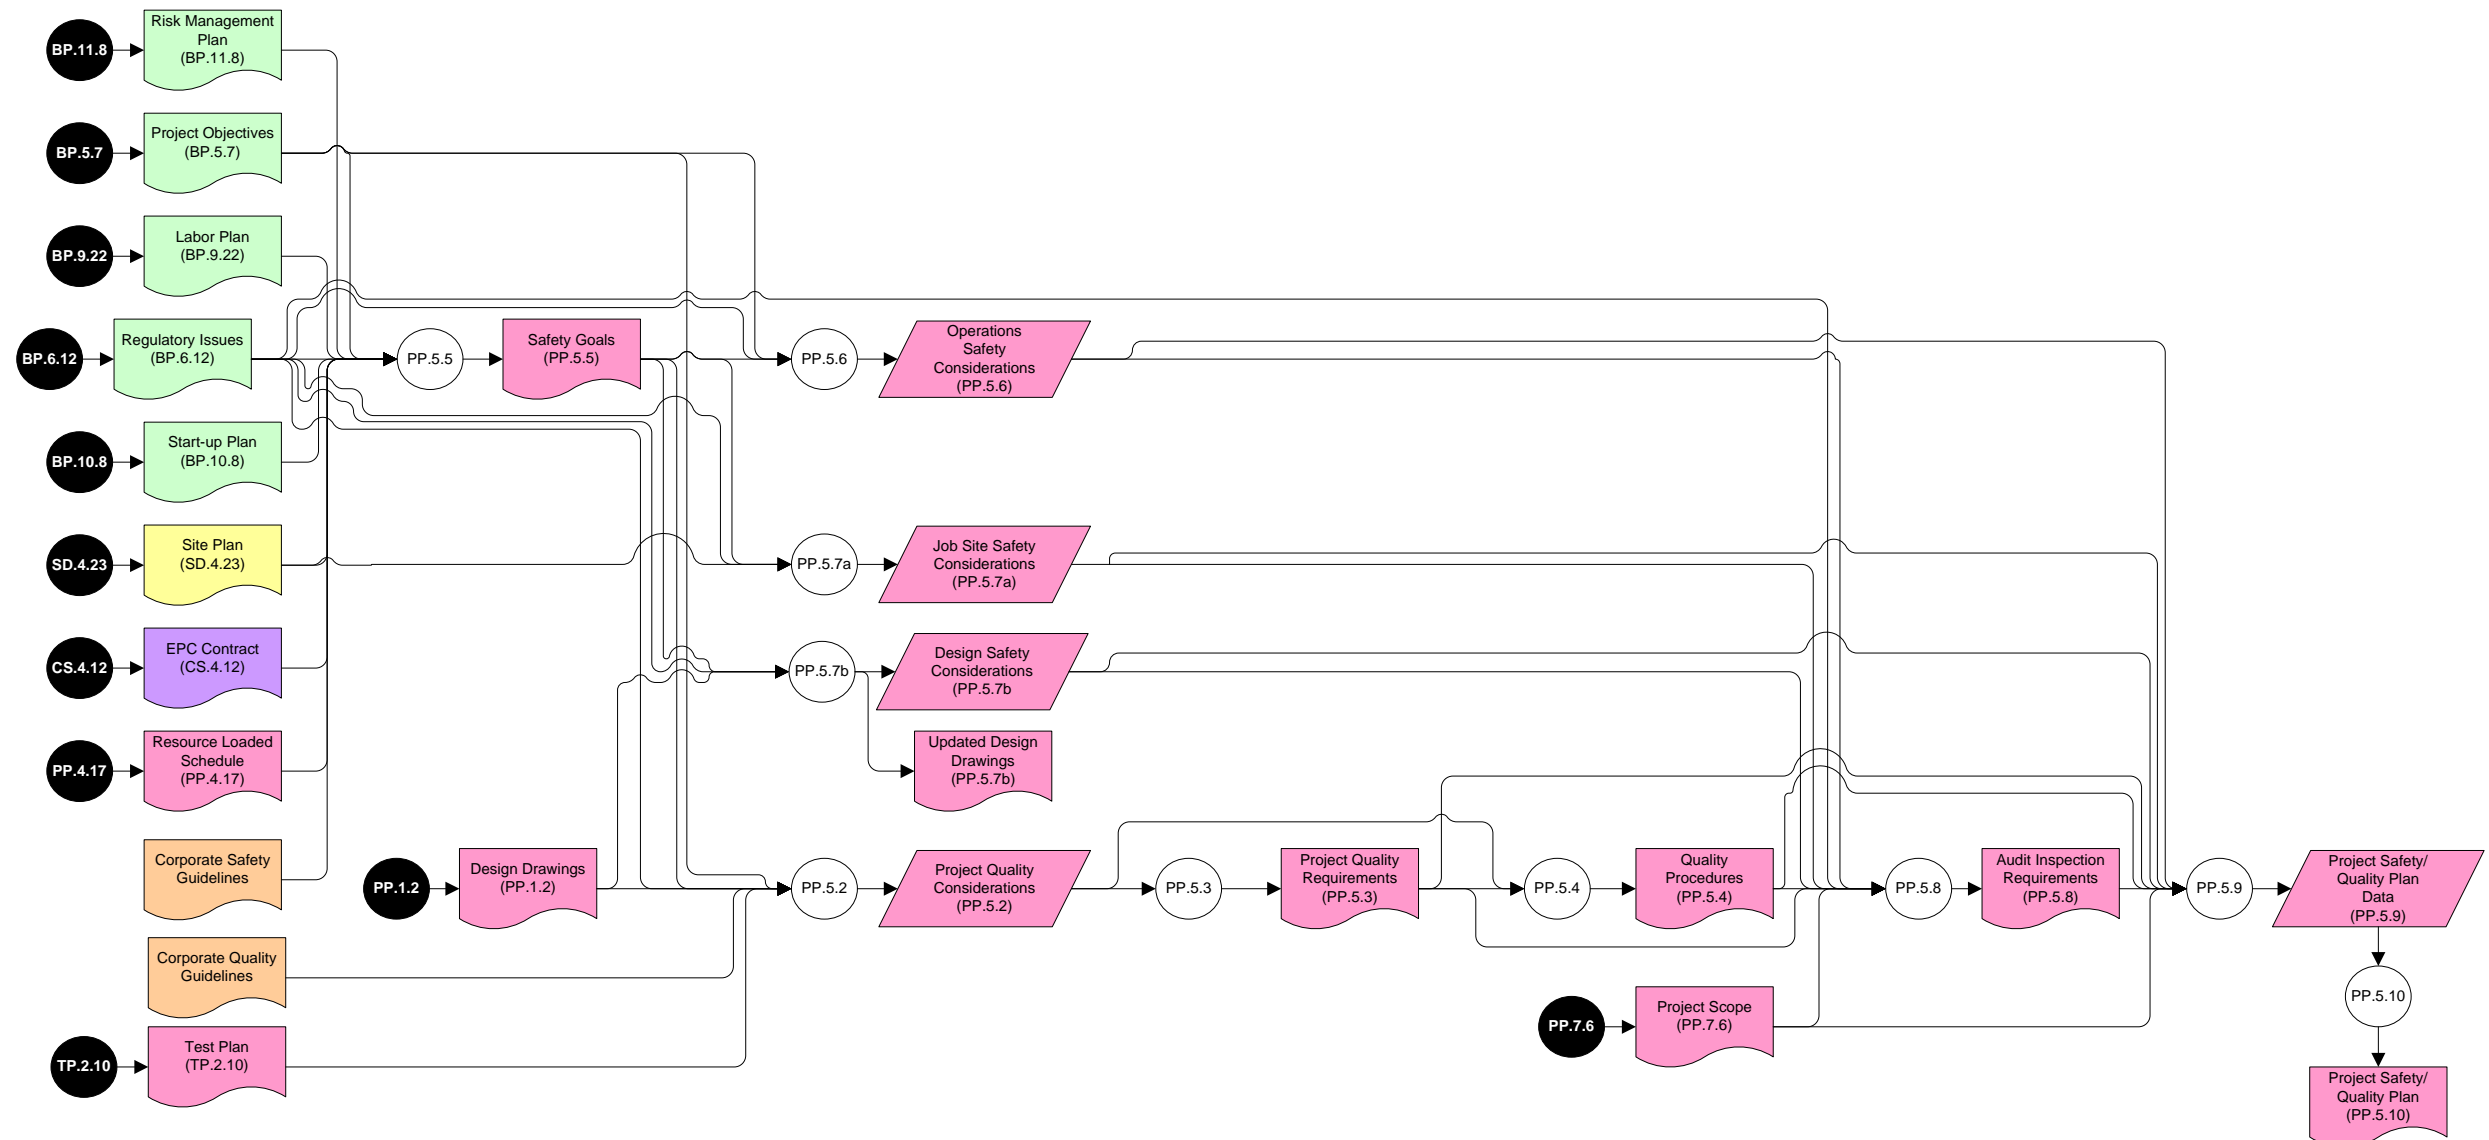 BP.11.8
Risk Management
Plan
(BP.11.8)
BP.5.7
Project Objectives
(BP.5.7)
BP.9.22
Labor Plan
(BP.9.22)
BP.6.12
Regulatory Issues
(BP.6.12)
PP.5.5
Safety Goals
(PP.5.5)
PP.5.6
Operations
Safety
Considerations
(PP.5.6)
BP.10.8
Start-up Plan
(BP.10.8)
SD.4.23
Site Plan
(SD.4.23)
PP.5.7a
Job Site Safety
Considerations
(PP.5.7a)
CS.4.12
EPC Contract
(CS.4.12)
PP.5.7b
Design Safety
Considerations
(PP.5.7b
PP.4.17
Resource Loaded
Schedule
(PP.4.17)
Updated Design
Drawings
(PP.5.7b)
Corporate Safety
Guidelines
PP.1.2
Design Drawings
(PP.1.2)
PP.5.2
Project Quality
Considerations
(PP.5.2)
PP.5.3
Project Quality
Requirements
(PP.5.3)
PP.5.4
Quality
Procedures
(PP.5.4)
PP.5.8
Audit Inspection
Requirements
(PP.5.8)
PP.5.9
Project Safety/
Quality Plan
Data
(PP.5.9)
Corporate Quality
Guidelines
PP.5.10
PP.7.6
Project Scope
(PP.7.6)
TP.2.10
Test Plan
(TP.2.10)
Project Safety/
Quality Plan
(PP.5.10)